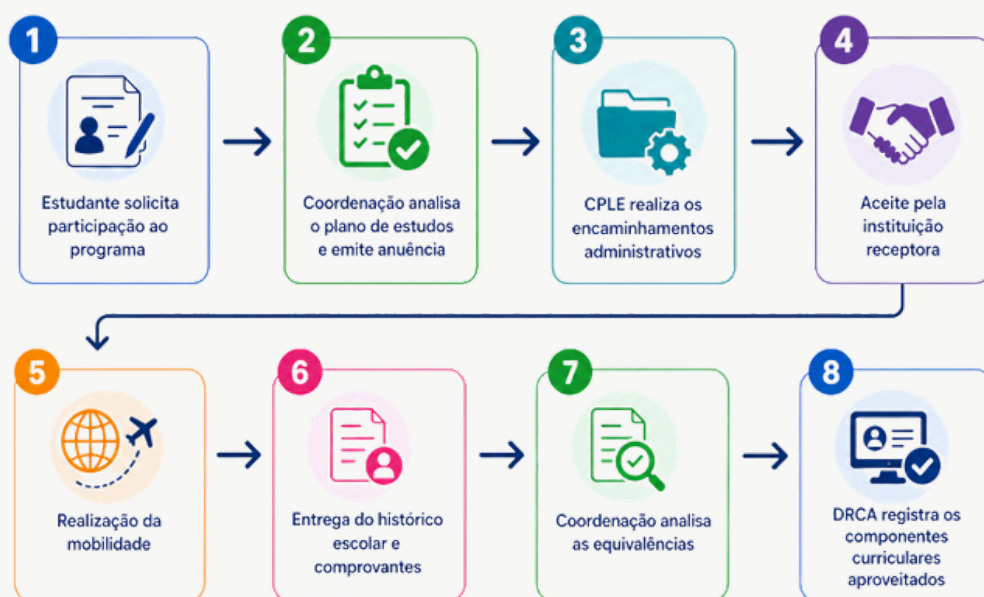 1
Estudante solicita
participação ao
programa
2
Coordenação analisa
o plano de estudos
e emite anuência
3
CPLE realiza os
encaminhamentos
administrativos
4
Aceite pela
instituição
receptora
5
Realização da
mobilidade
6
Entrega do histórico
escolar e
comprovantes
7
Coordenação analisa
as equivalências
8
DRCA registra os
componentes
curriculares
aproveitados